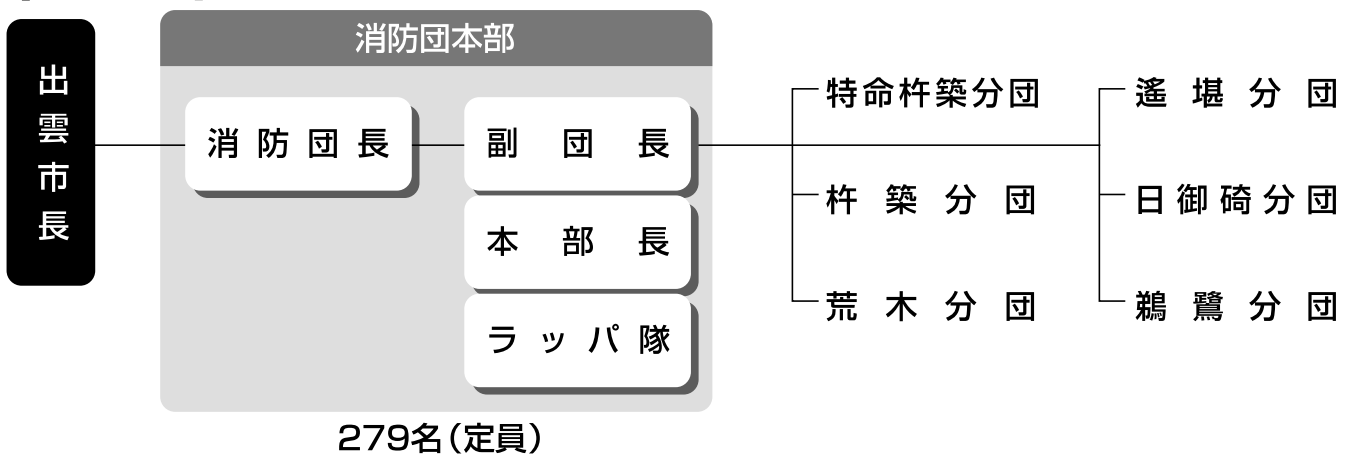 出雲市長
消防団本部
消防団長
副団長
本部長
ラッパ隊
279名(定員)
特命杵築分団
杵築分団
荒木分団
遙堪分団
日御碕分団
鵜鷺分団